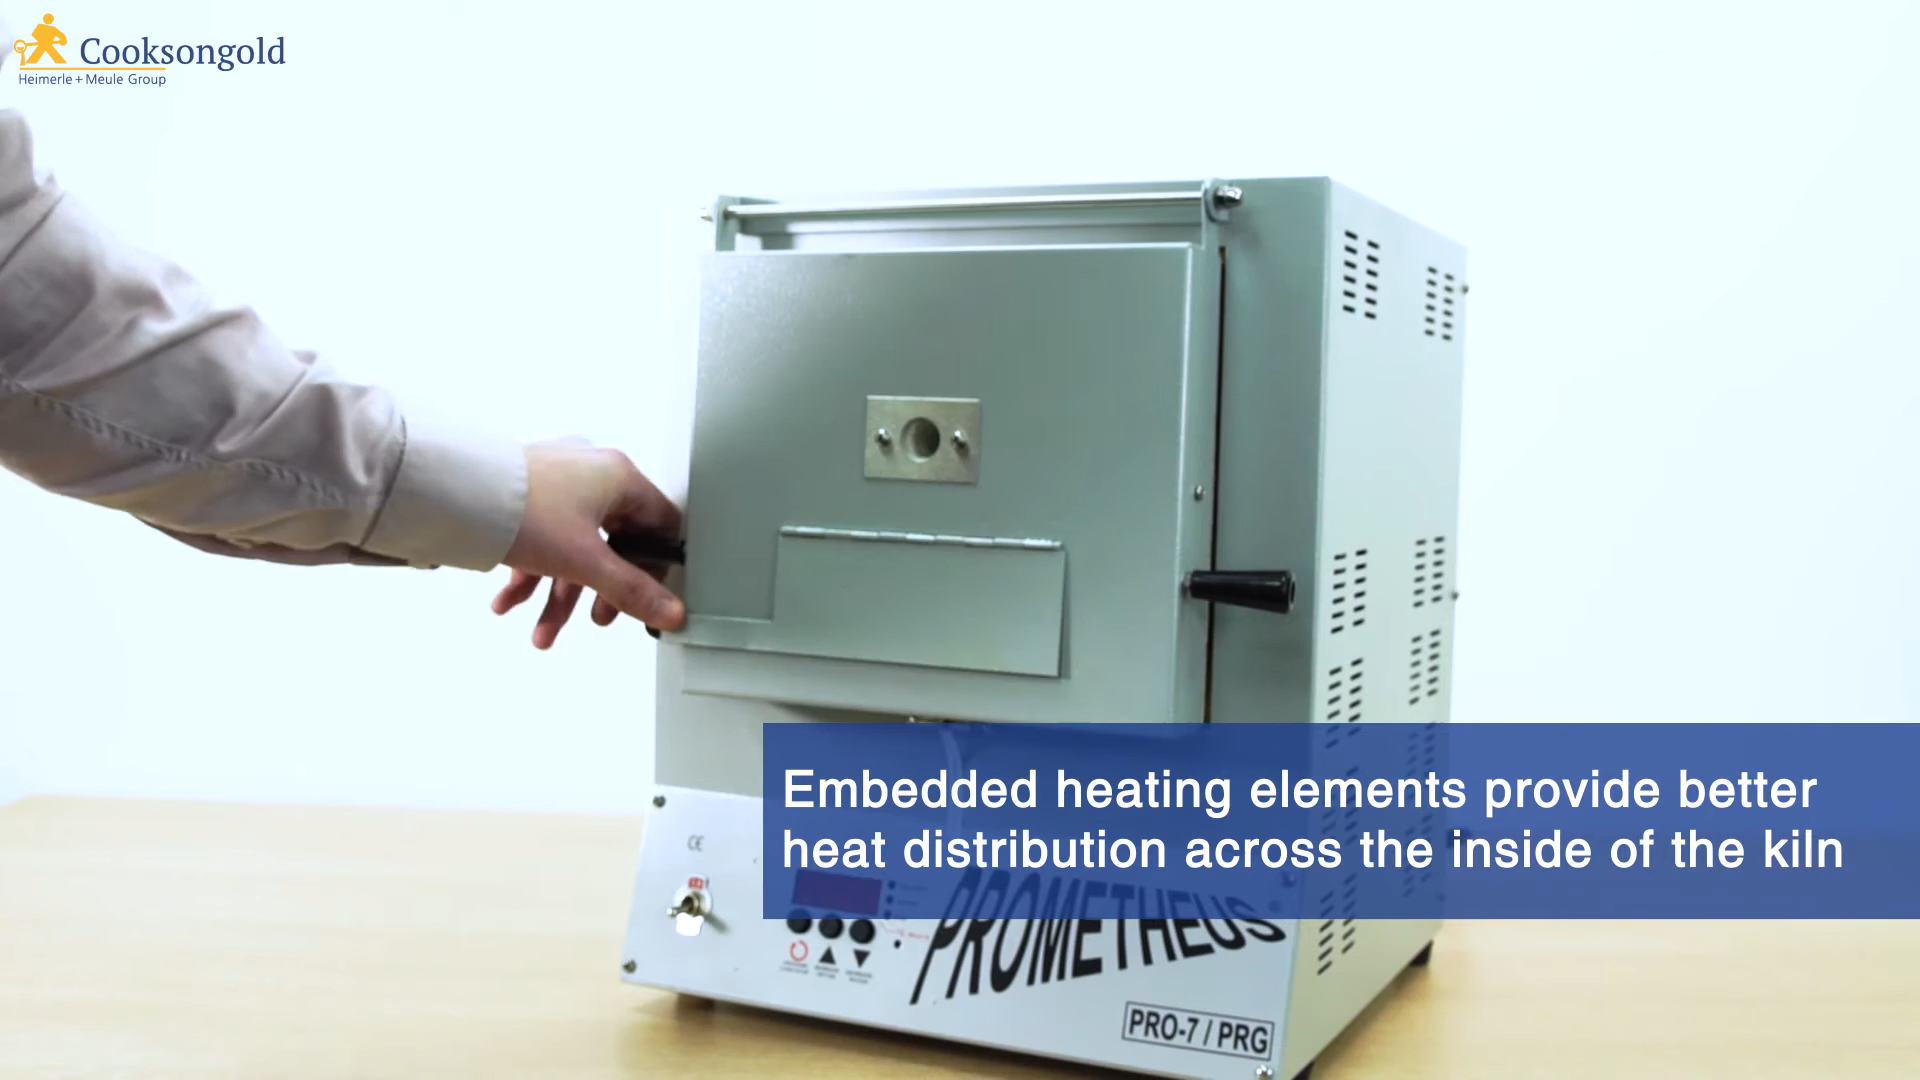 Cooksongold
Heimerle + Meule Group
Embedded heating elements provide better
heat distribution across the inside of the kiln
CE
PROMETHEUS
PRO-7 / PRG